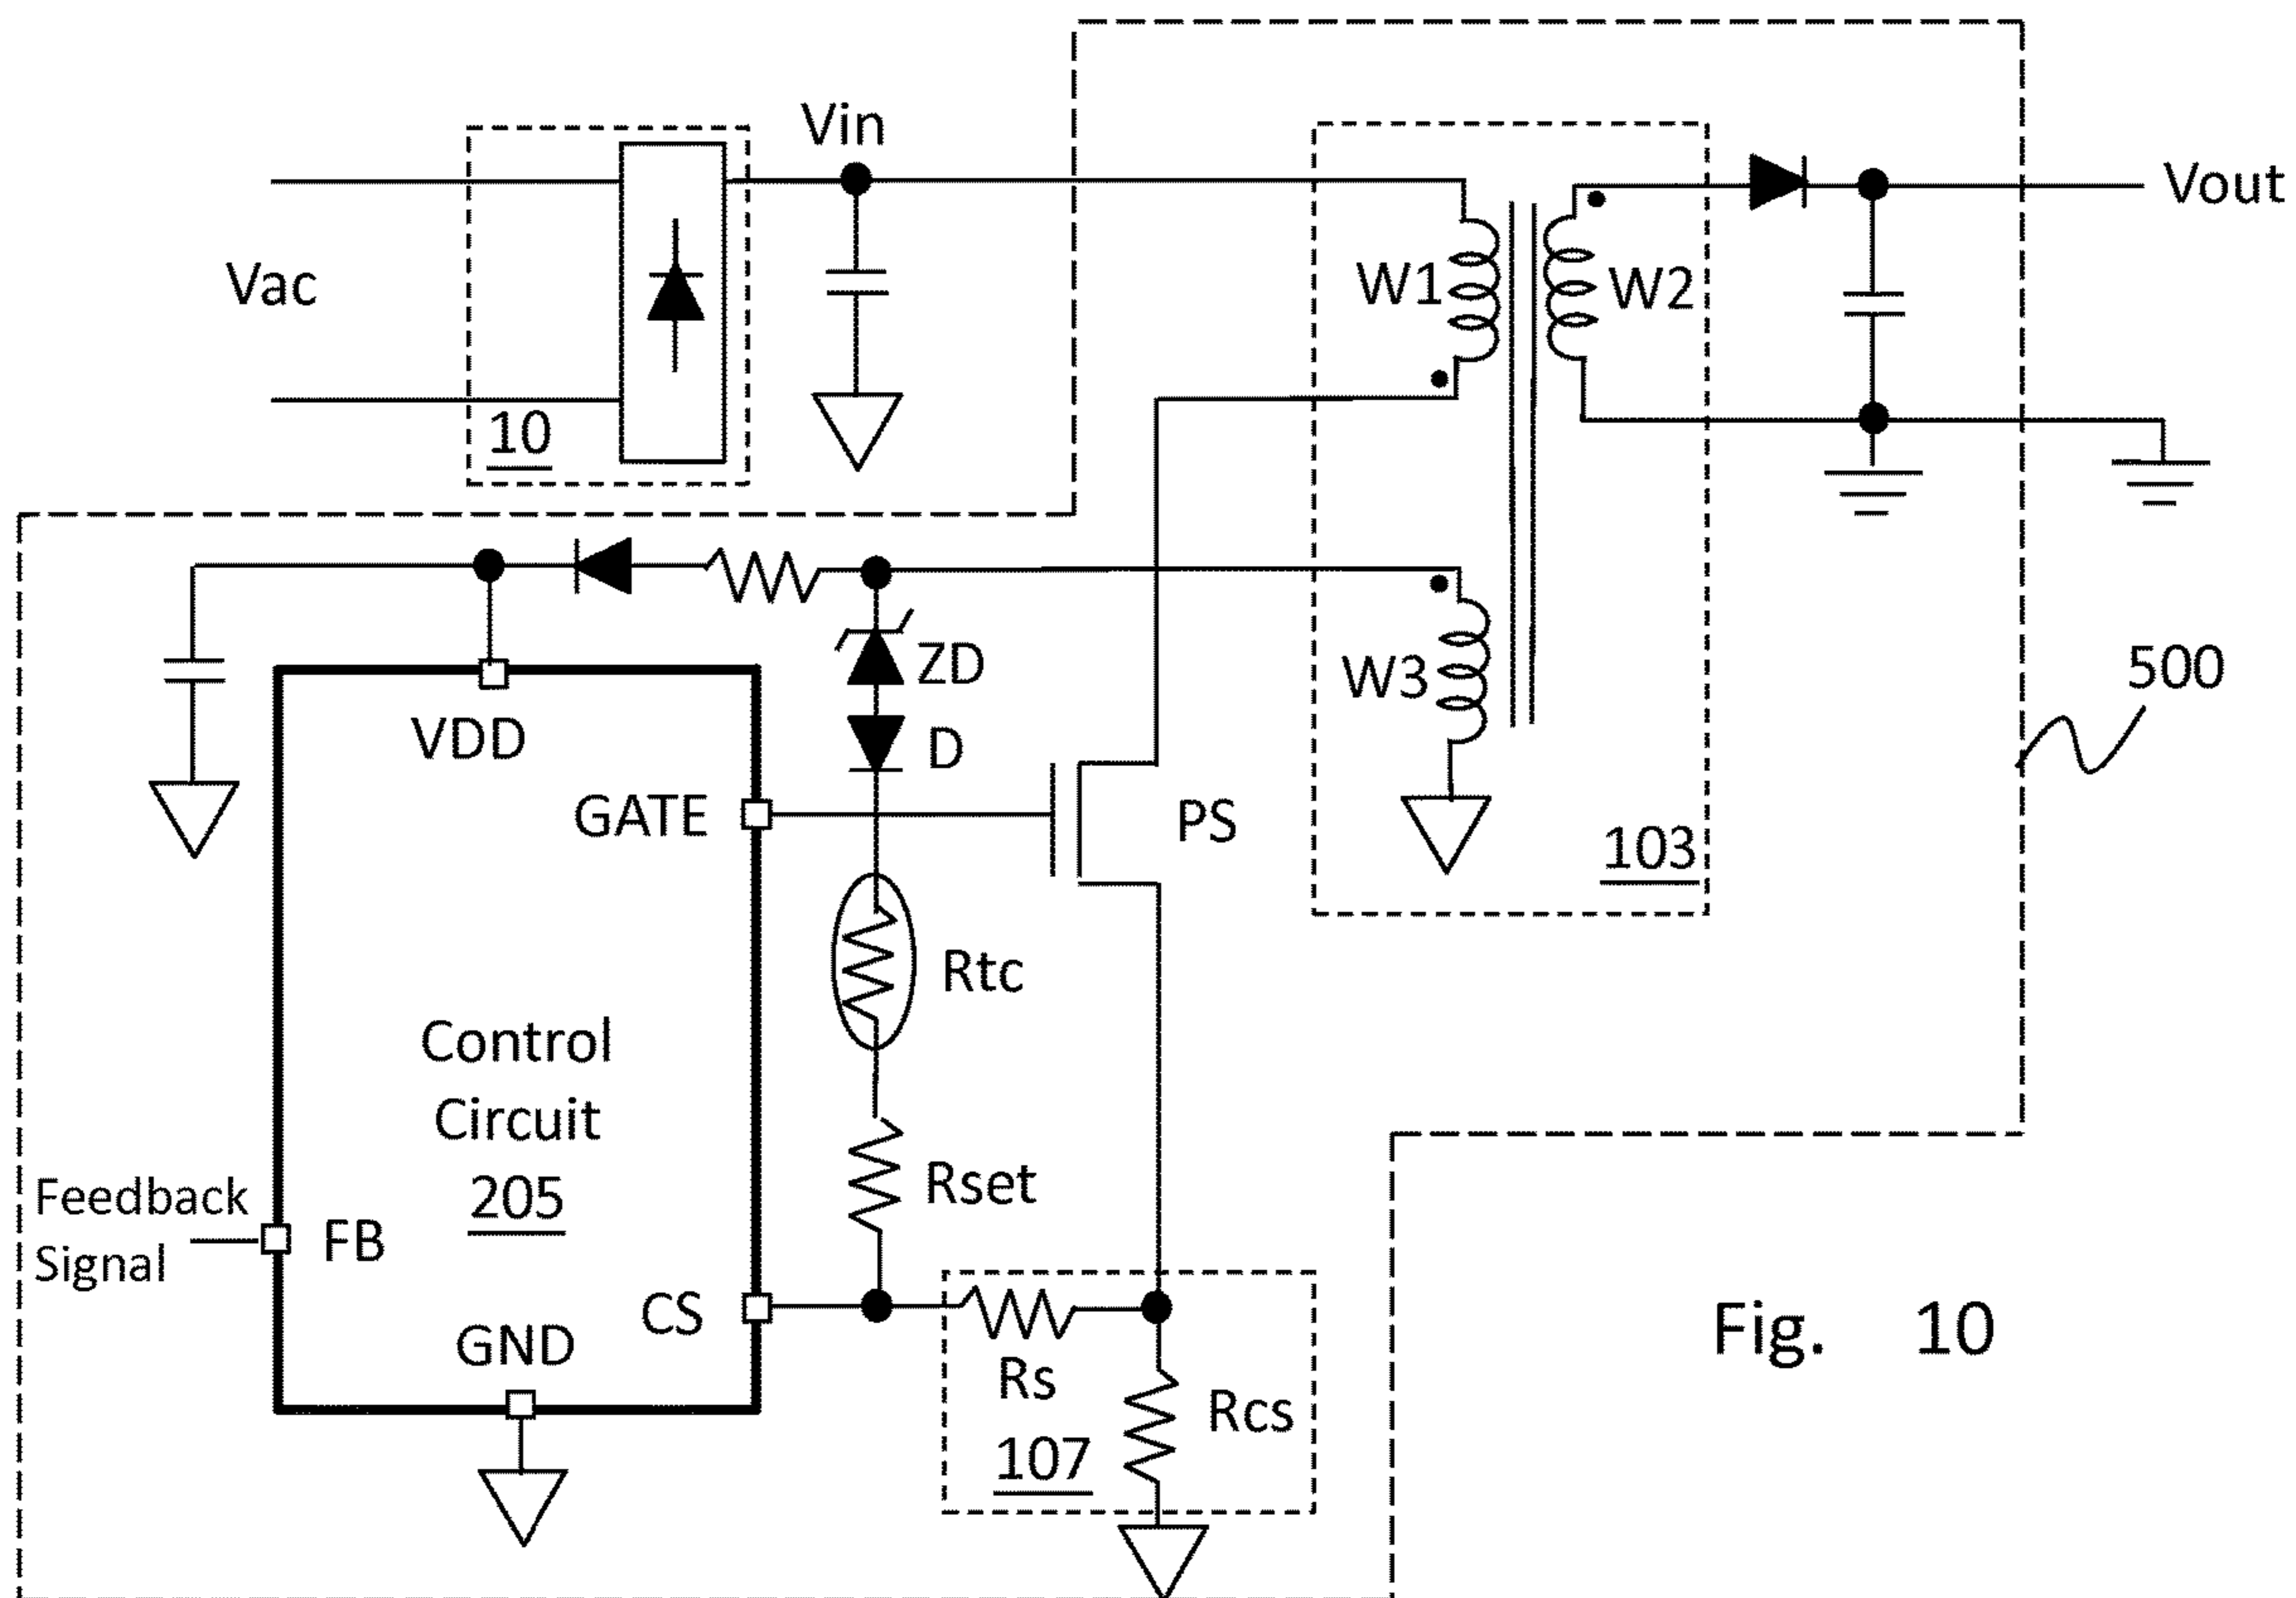 Vin
Vout
Vac
W1
W2
10
ZD
W3
500
VDD
D
GATE
PS
103
Rtc
Control
Circuit
205
Rset
Feedback
Signal
FB
CS
GND
Rs
Rcs
107
Fig. 10